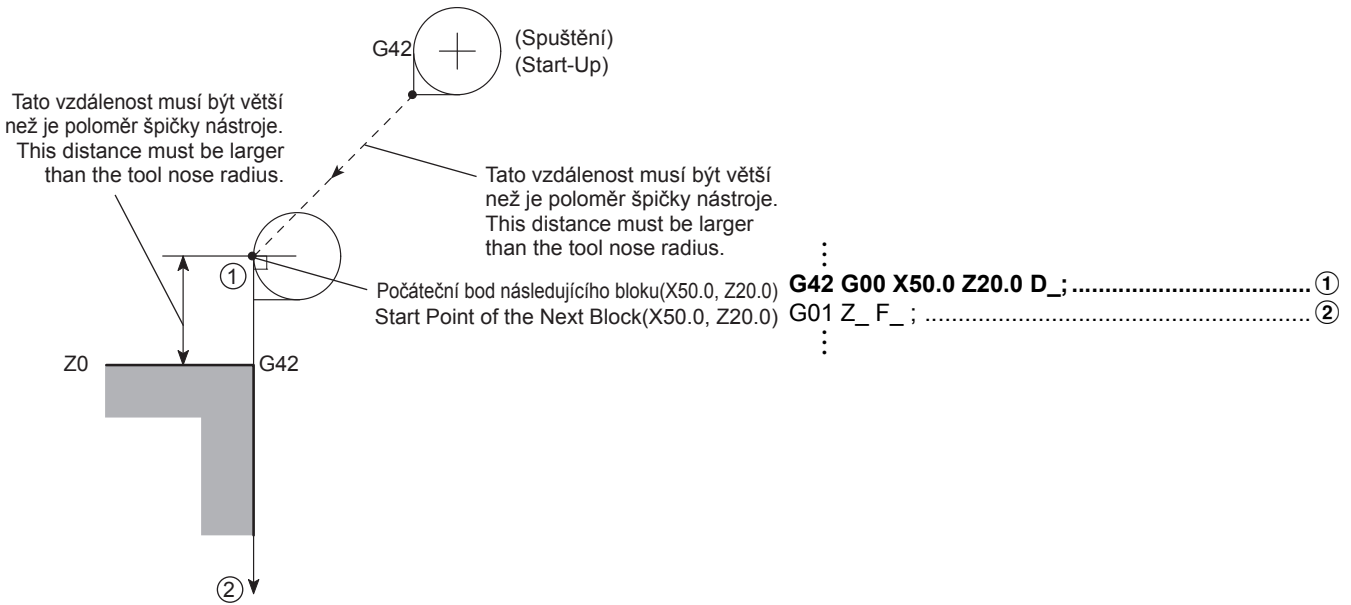 G42
(Spuštění)
(Start-Up)
Tato vzdálenost musí být větší
než je poloměr špičky nástroje.
This distance must be larger
than the tool nose radius.
Tato vzdálenost musí být větší
než je poloměr špičky nástroje.
This distance must be larger
than the tool nose radius.
①
Počáteční bod následujícího bloku(X50.0, Z20.0)
Start Point of the Next Block(X50.0, Z20.0)
G42 G00 X50.0 Z20.0 D_; .................................. ①
G01 Z_ F_ ; ....................................................... ②
Z0
G42
②